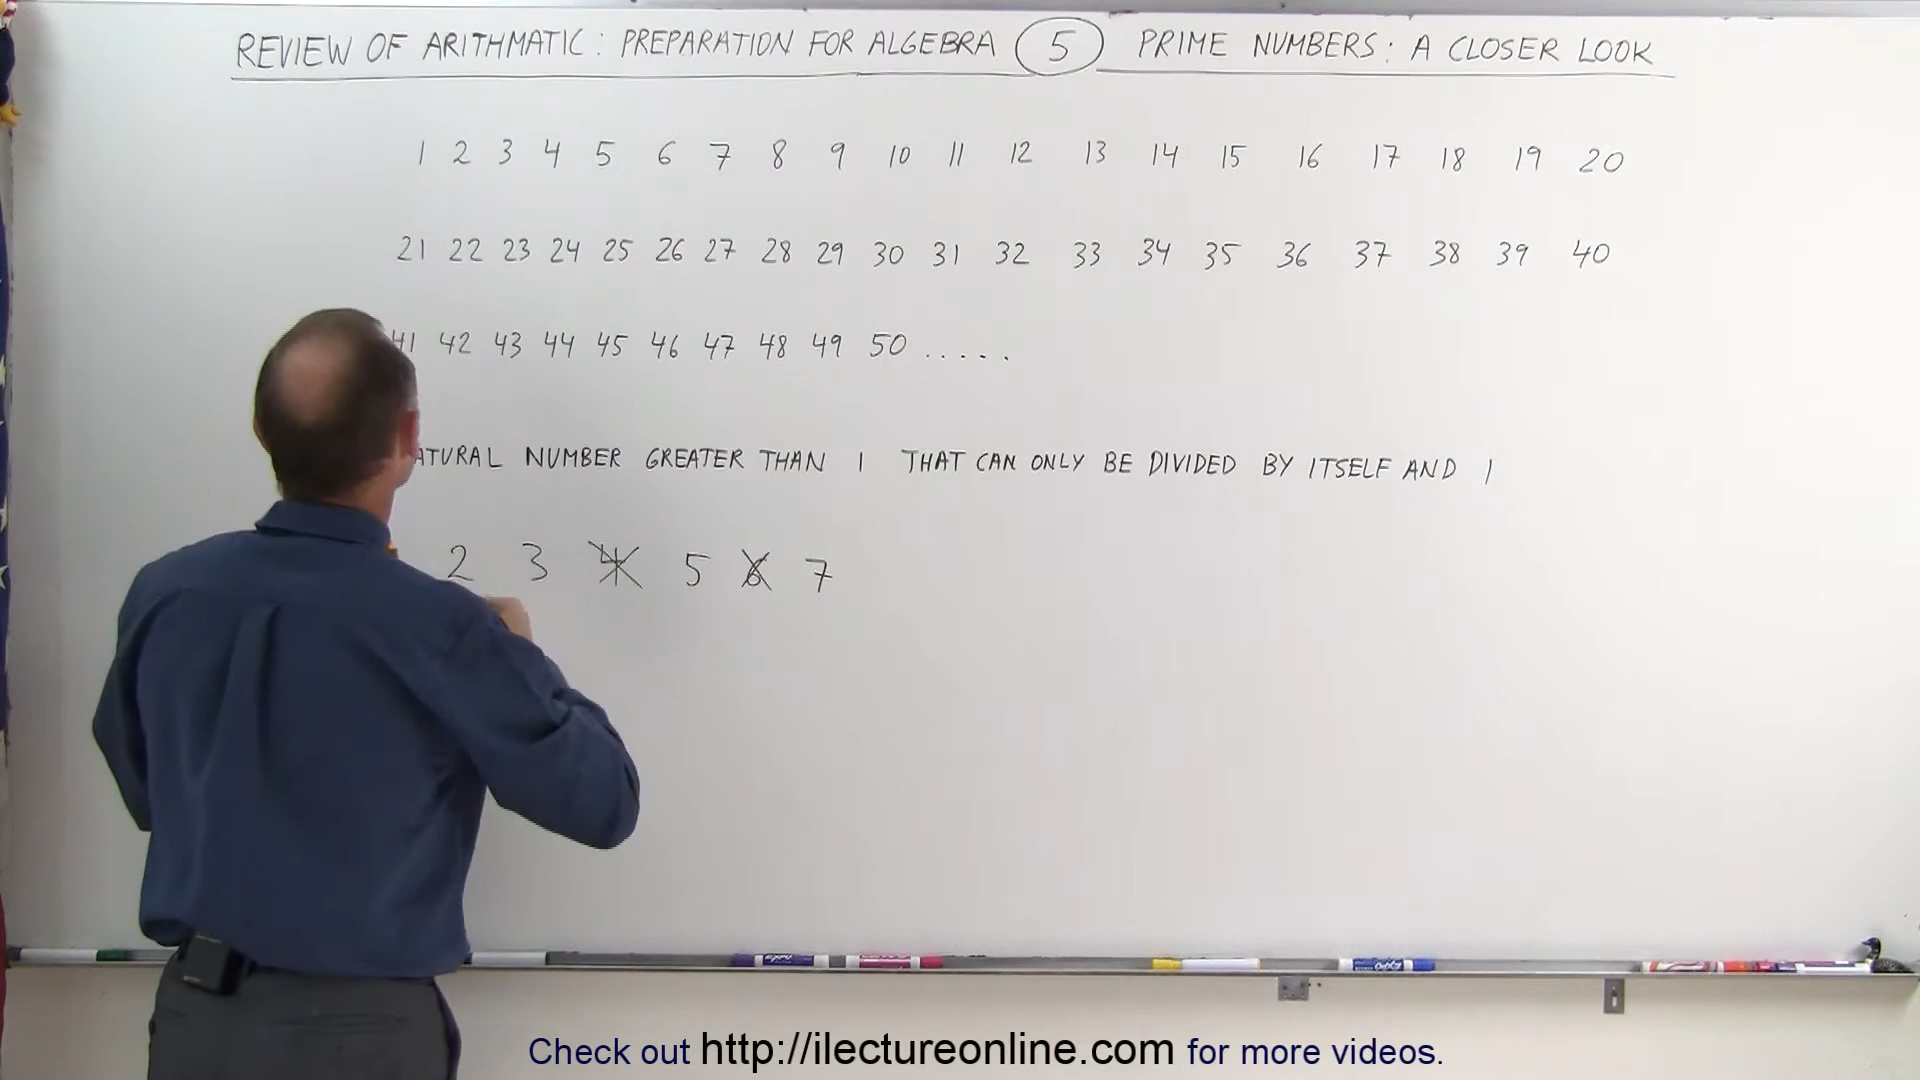 REVIEW OF ARITHMATIC: PREPARATION FOR ALGEBRA 5 PRIME NUMBERS: A CLOSER LOOK
1 2 3 4 5 6 7 8 9 10 11 12 13 14 15 16 17 18 19 20
21 22 23 24 25 26 27 28 29 30 31 32 33 34 35 36 37 38 39 40
41 42 43 44 45 46 47 48 49 50 .....
ATURAL NUMBER GREATER THAN 1 THAT CAN ONLY BE DIVIDED BY ITSELF AND 1
2 3 4 5 6 7
Check out http://ilectureonline.com for more videos.